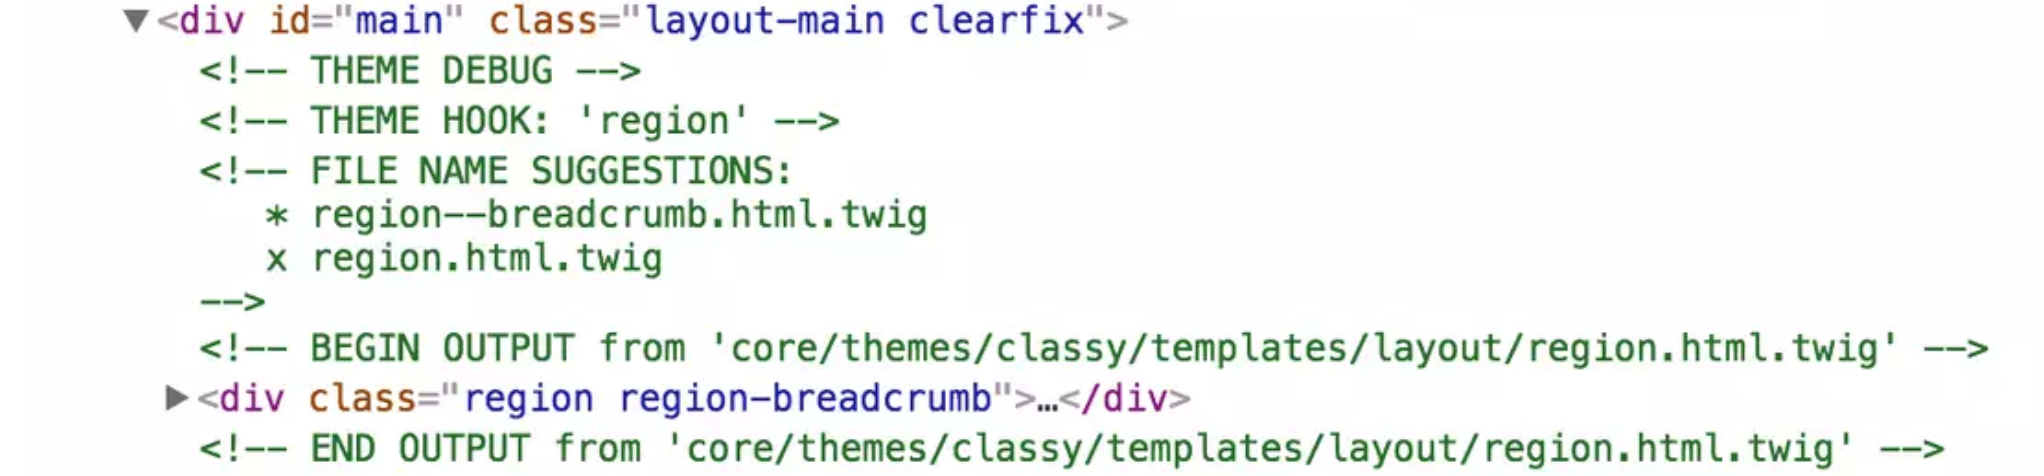 ▼<div id="main" class="layout-main clearfix">
<!-- THEME DEBUG -->
<!-- THEME HOOK: 'region' -->
<!-- FILE NAME SUGGESTIONS:
* region--breadcrumb.html.twig
x region.html.twig
-->
<!-- BEGIN OUTPUT from 'core/themes/classy/templates/layout/region.html.twig' -->
▶<div class="region region-breadcrumb">…</div>
<!-- END OUTPUT from 'core/themes/classy/templates/layout/region.html.twig' -->